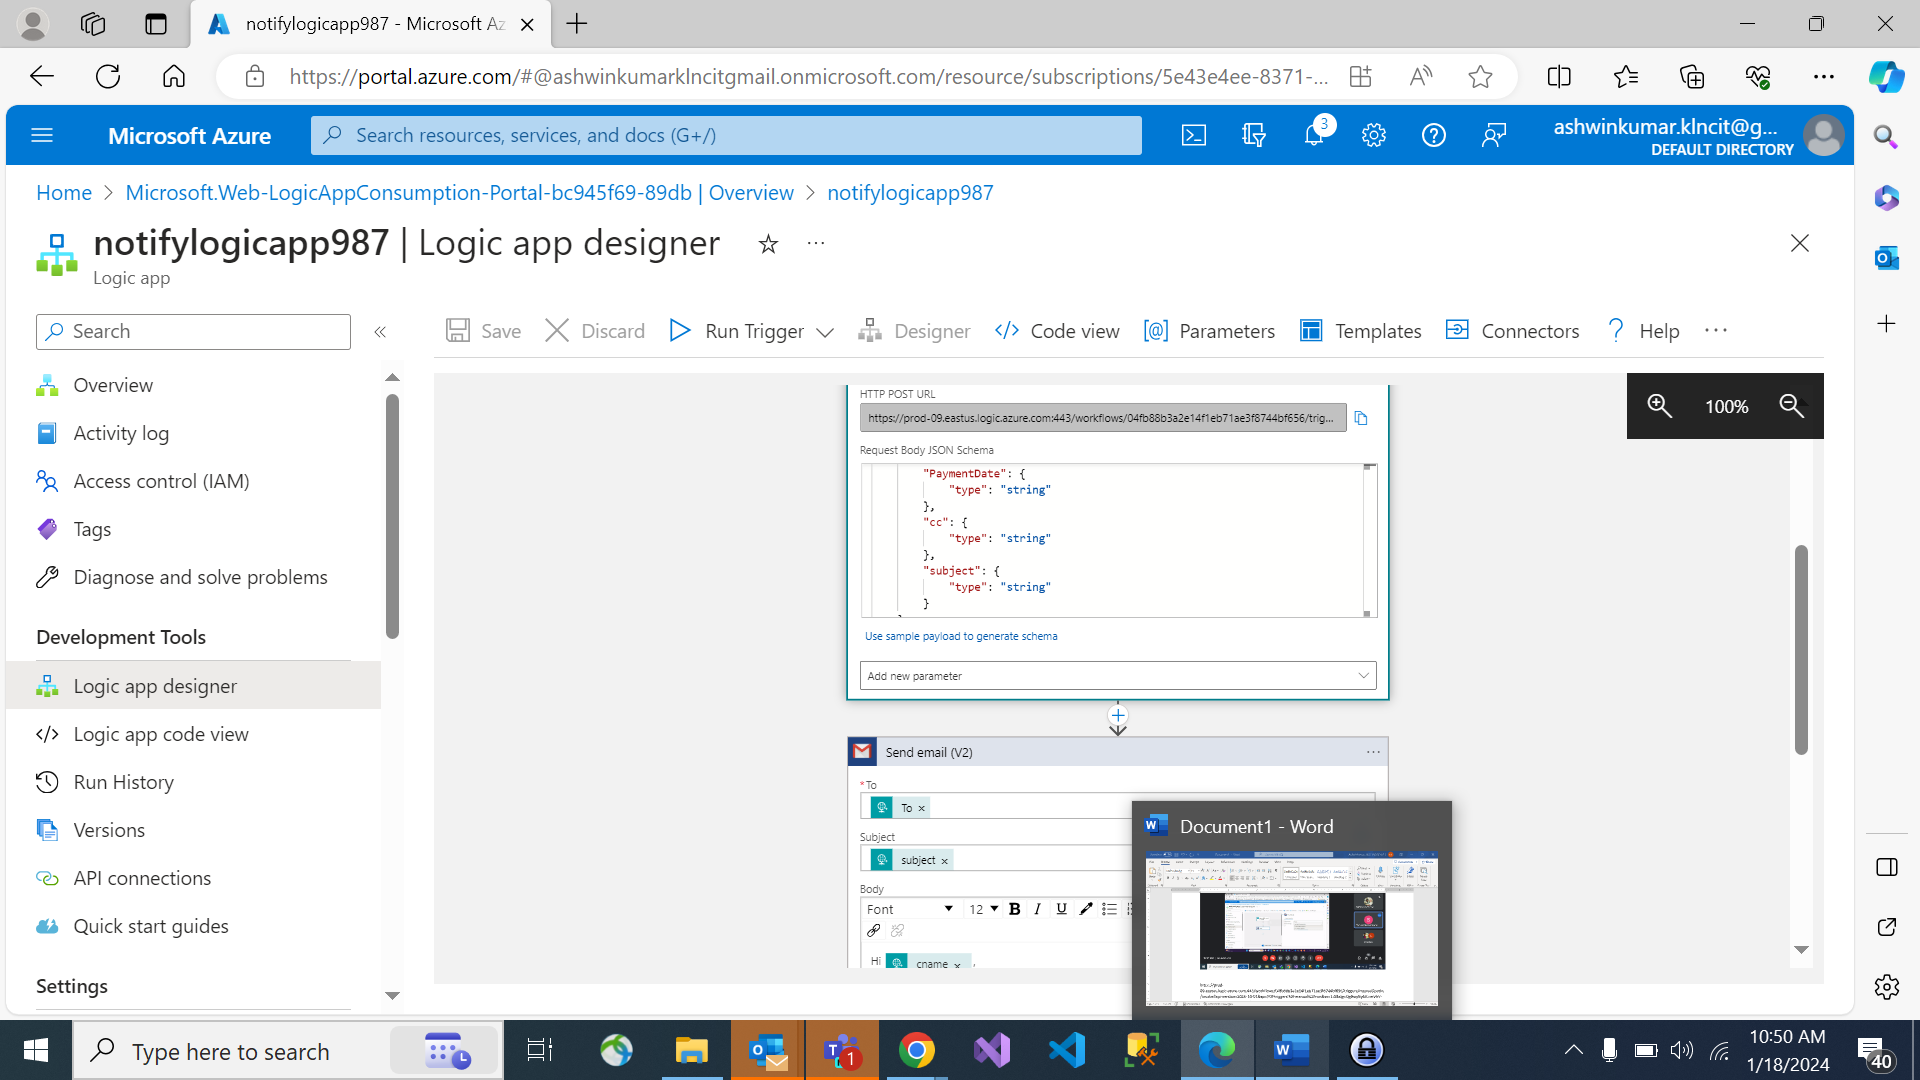 notifylogicapp987 - Microsoft Az
https://portal.azure.com/#@ashwinkumarklncitgmail.onmicrosoft.com/resource/subscriptions/5e43e4ee-8371-...
Microsoft Azure
Search resources, services, and docs (G+/)
3
ashwinkumar.klncit@g...
DEFAULT DIRECTORY
Home > Microsoft.Web-LogicAppConsumption-Portal-bc945f69-89db | Overview > notifylogicapp987
notifylogicapp987 | Logic app designer
Logic app
Search
Save Discard Run Trigger Designer Code view Parameters Templates Connectors Help
Overview
Activity log
Access control (IAM)
Tags
Diagnose and solve problems
Development Tools
Logic app designer
Logic app code view
Run History
Versions
API connections
Quick start guides
Settings
100%
HTTP POST URL
https://prod-09.eastus.logic.azure.com:443/workflows/04fb88b3a2e14f1eb71ae3f8744bf656/trig...
Request Body JSON Schema
"PaymentDate": {
"type": "string"
},
"cc": {
"type": "string"
},
"subject": {
"type": "string"
}
Use sample payload to generate schema
Add new parameter
Send email (V2)
* To
To ×
Subject
subject ×
Body
Font 12 B I U
Hi cname × ,
Document1 - Word
Type here to search
1
10:50 AM
1/18/2024
40